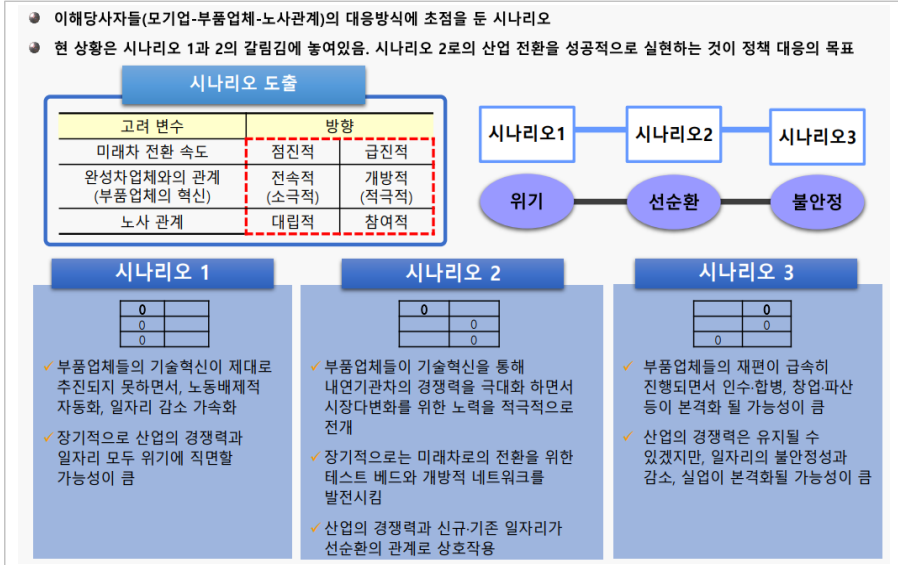 이해당사자들(모기업-부품업체-노사관계)의 대응방식에 초점을 둔 시나리오
현 상황은 시나리오 1과 2의 갈림길에 놓여있음. 시나리오 2로의 산업 전환을 성공적으로 실현하는 것이 정책 대응의 목표
시나리오 도출
고려 변수 방향
미래차 전환 속도 점진적 급진적
완성차업체와의 관계 전속적 개방적
(부품업체의 혁신) (소극적) (적극적)
노사 관계 대립적 참여적
시나리오1 시나리오2 시나리오3
위기 선순환 불안정
시나리오 1
0
0
0
✓ 부품업체들의 기술혁신이 제대로
추진되지 못하면서, 노동배제적
자동화, 일자리 감소 가속화
✓ 장기적으로 산업의 경쟁력과
일자리 모두 위기에 직면할
가능성이 큼
시나리오 2
0
0
0
✓ 부품업체들이 기술혁신을 통해
내연기관차의 경쟁력을 극대화 하면서
시장다변화를 위한 노력을 적극적으로
전개
✓ 장기적으로는 미래차로의 전환을 위한
테스트 베드와 개방적 네트워크를
발전시킴
✓ 산업의 경쟁력과 신규·기존 일자리가
선순환의 관계로 상호작용
시나리오 3
0
0
0
✓ 부품업체들의 재편이 급속히
진행되면서 인수·합병, 창업·파산
등이 본격화 될 가능성이 큼
✓ 산업의 경쟁력은 유지될 수
있겠지만, 일자리의 불안정성과
감소, 실업이 본격화될 가능성이 큼